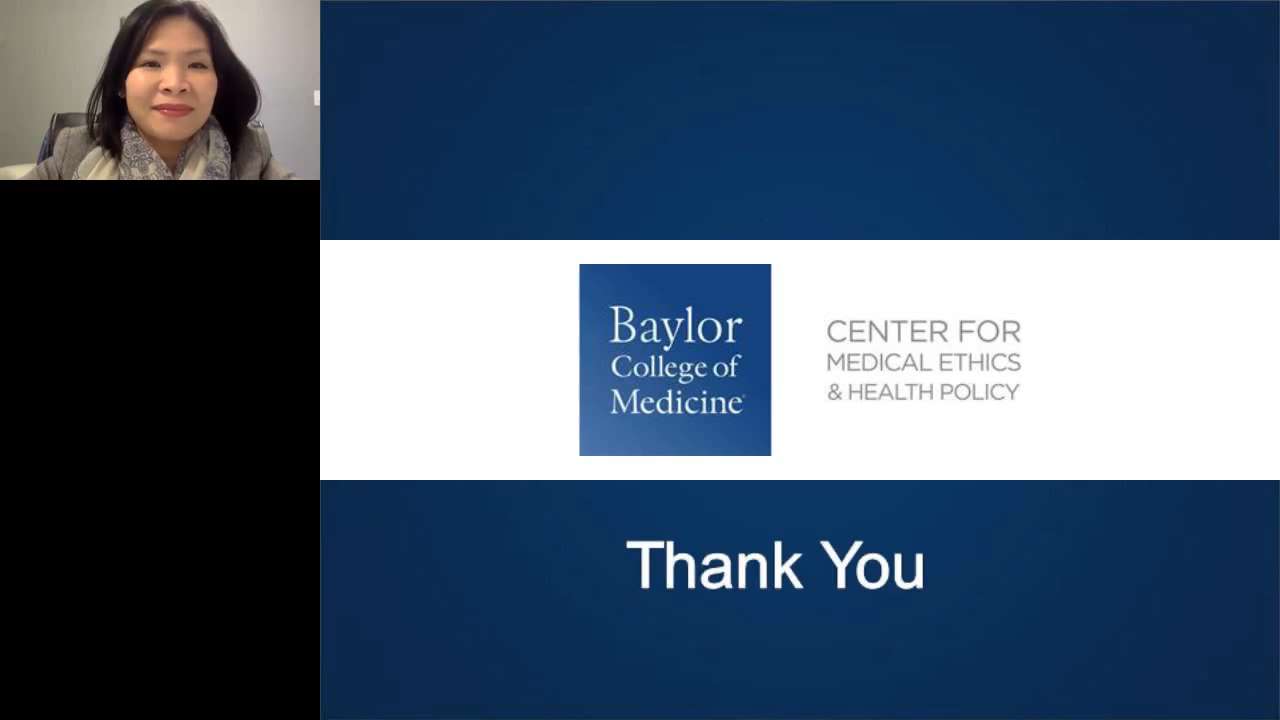 Baylor
College of
Medicine
CENTER FOR
MEDICAL ETHICS
& HEALTH POLICY
Thank You